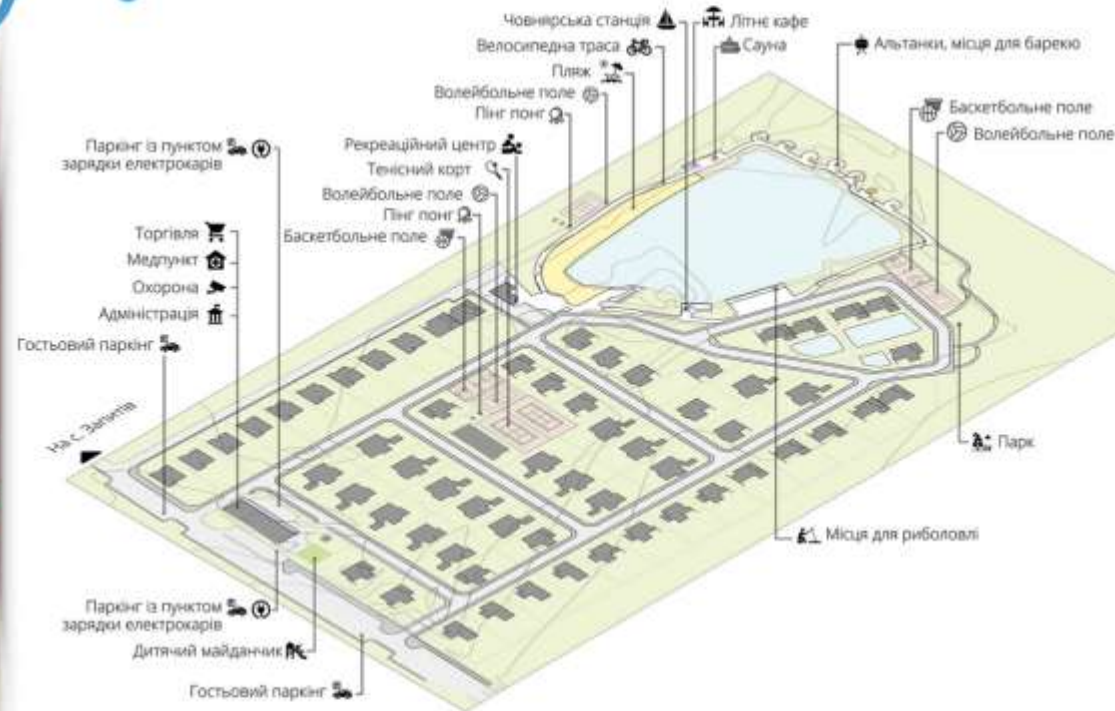 Човнярська станція
Літнє кафе
Велосипедна траса
Сауна
Альтанки, місця для барекю
Пляж
Волейбольне поле
Баскетбольне поле
Пінг понг
Волейбольне поле
Паркінг із пунктом
зарядки електрокарів
Рекреаційний центр
Тенісний корт
Волейбольне поле
Пінг понг
Баскетбольне поле
Торгівля
Медпункт
Охорона
Адміністрація
Гостьовий паркінг
На с. Запитів
Парк
Місця для риболовлі
Паркінг із пунктом
зарядки електрокарів
Дитячий майданчик
Гостьовий паркінг